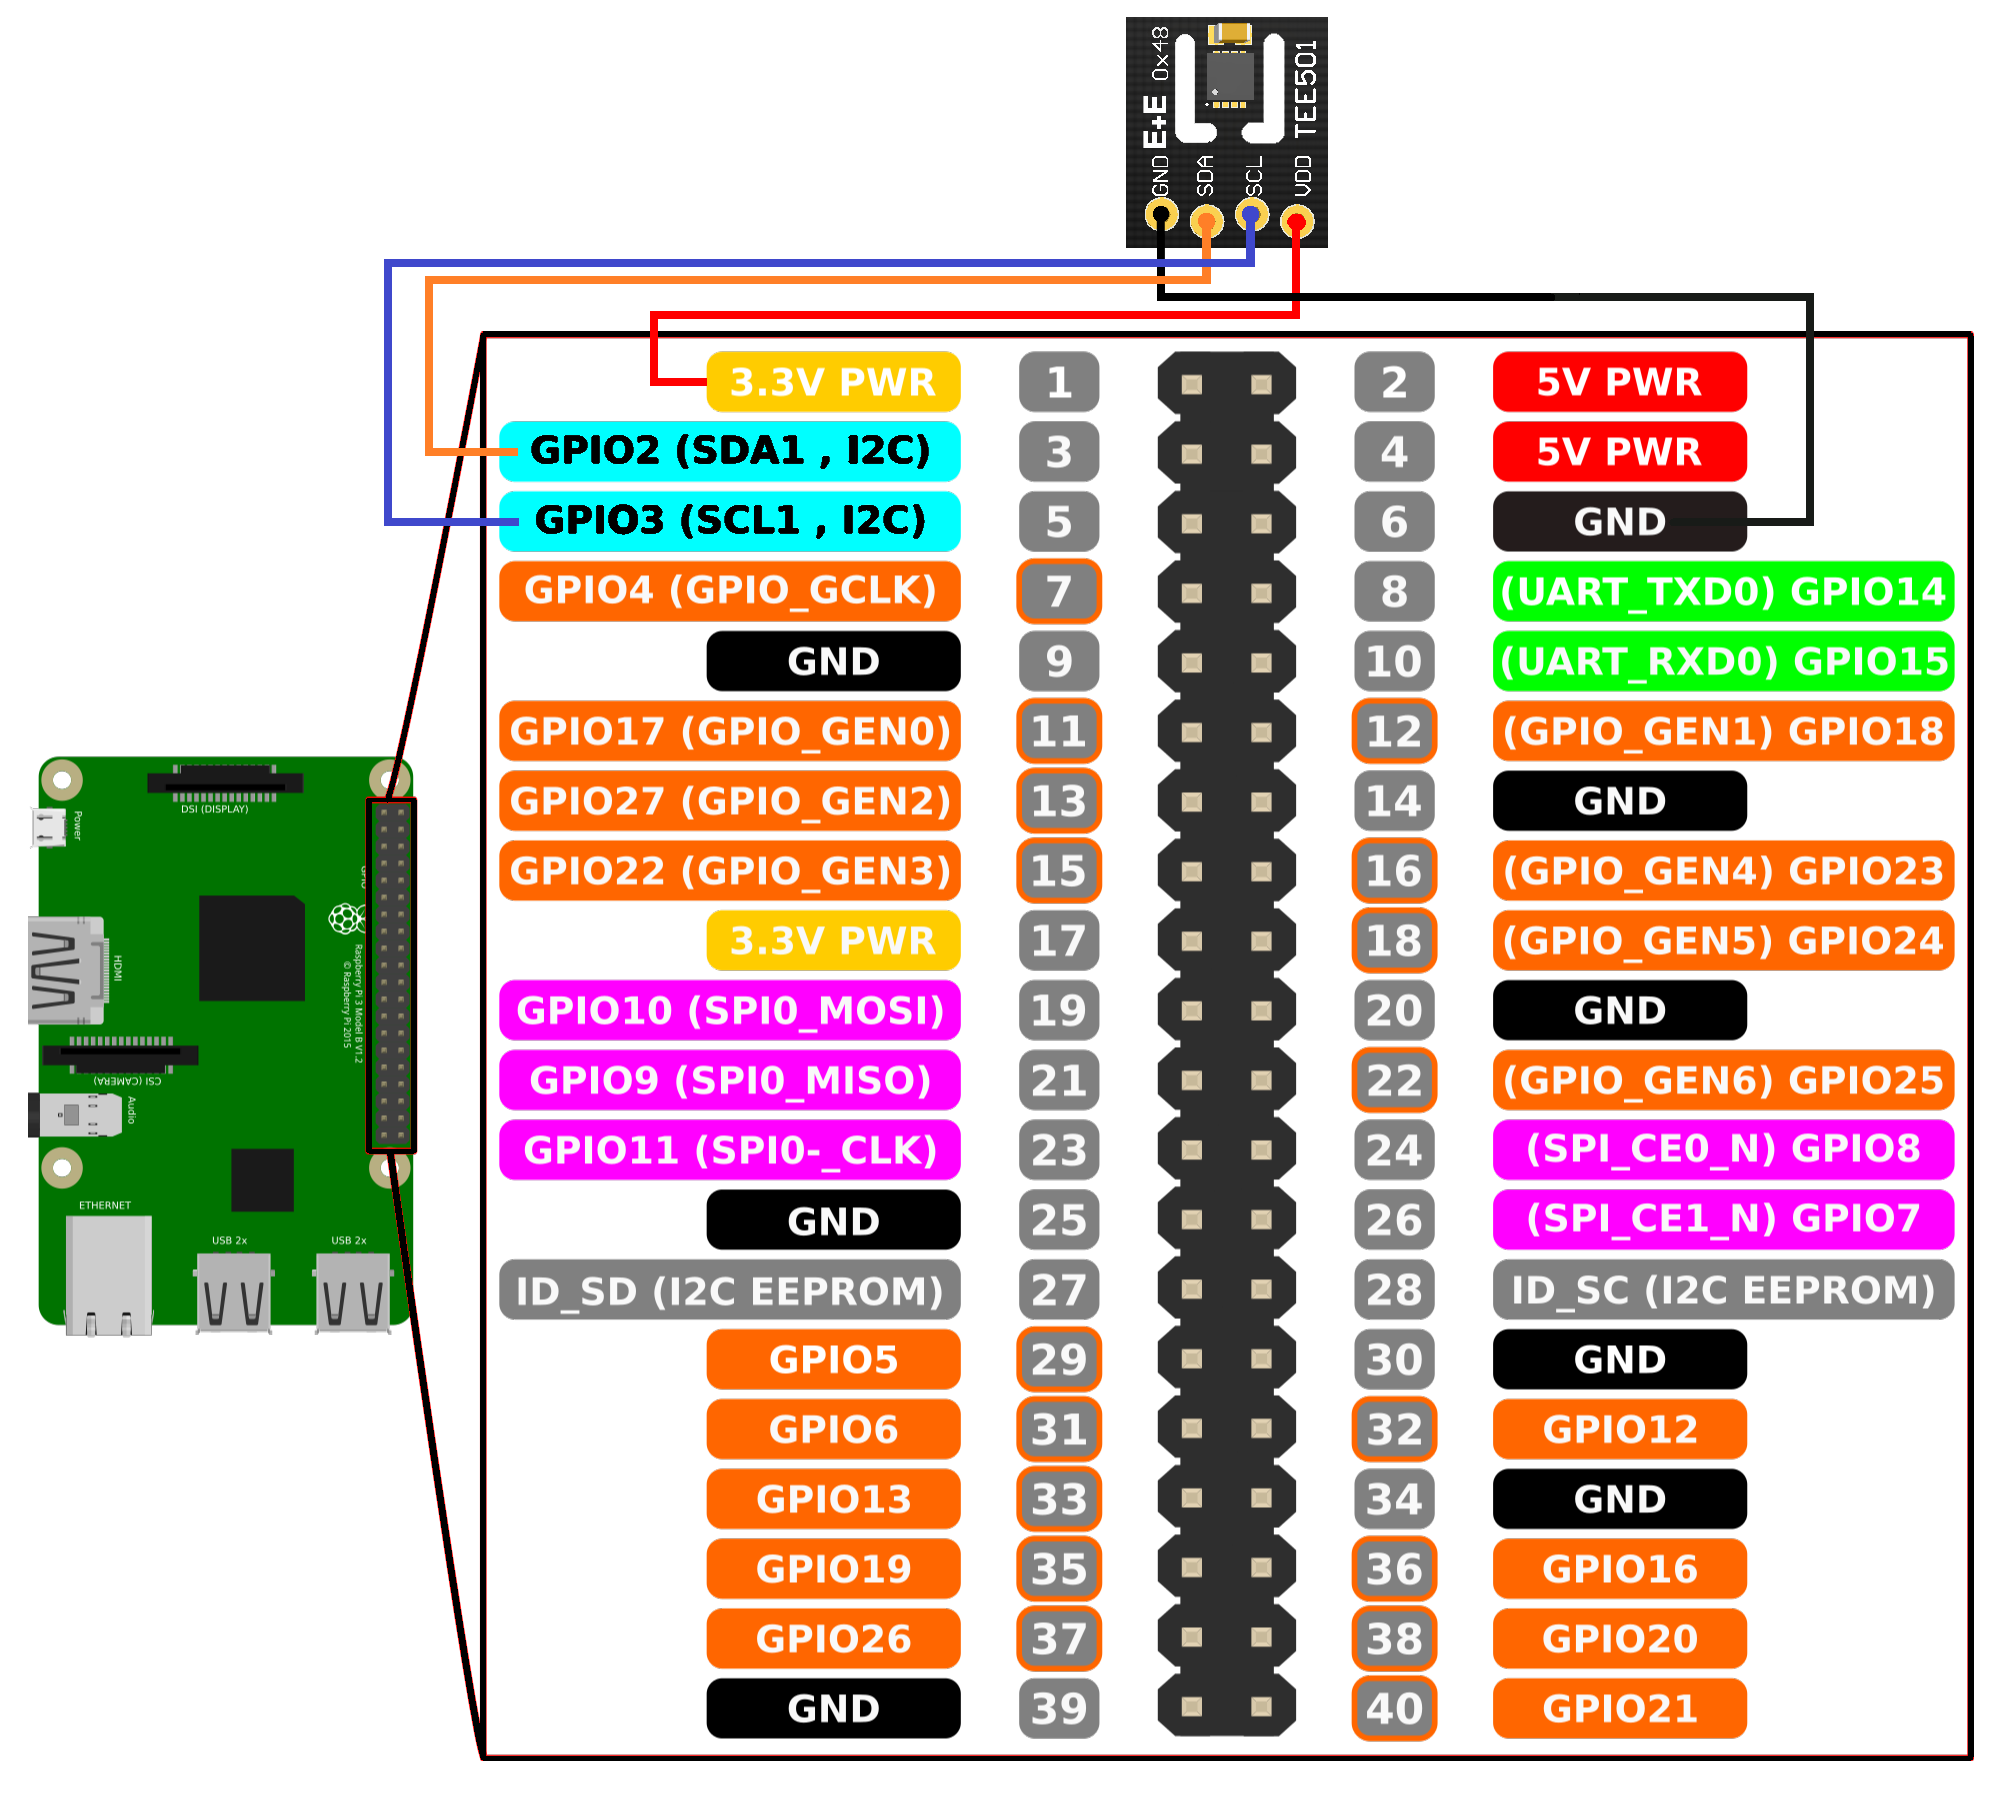 E+E 0x48
TEE501
GND
SDA
SCL
VDD
3.3V PWR 1 2 5V PWR
GPIO2 (SDA1 , I2C) 3 4 5V PWR
GPIO3 (SCL1 , I2C) 5 6 GND
GPIO4 (GPIO_GCLK) 7 8 (UART_TXD0) GPIO14
GND 9 10 (UART_RXD0) GPIO15
GPIO17 (GPIO_GEN0) 11 12 (GPIO_GEN1) GPIO18
GPIO27 (GPIO_GEN2) 13 14 GND
GPIO22 (GPIO_GEN3) 15 16 (GPIO_GEN4) GPIO23
3.3V PWR 17 18 (GPIO_GEN5) GPIO24
GPIO10 (SPI0_MOSI) 19 20 GND
GPIO9 (SPI0_MISO) 21 22 (GPIO_GEN6) GPIO25
GPIO11 (SPI0-_CLK) 23 24 (SPI_CE0_N) GPIO8
GND 25 26 (SPI_CE1_N) GPIO7
ID_SD (I2C EEPROM) 27 28 ID_SC (I2C EEPROM)
GPIO5 29 30 GND
GPIO6 31 32 GPIO12
GPIO13 33 34 GND
GPIO19 35 36 GPIO16
GPIO26 37 38 GPIO20
GND 39 40 GPIO21
DSI (DISPLAY)
Power
HDMI
Raspberry Pi 3 Model B V1.2
© Raspberry Pi 2015
CSI (CAMERA)
Audio
ETHERNET
USB 2x
USB 2x